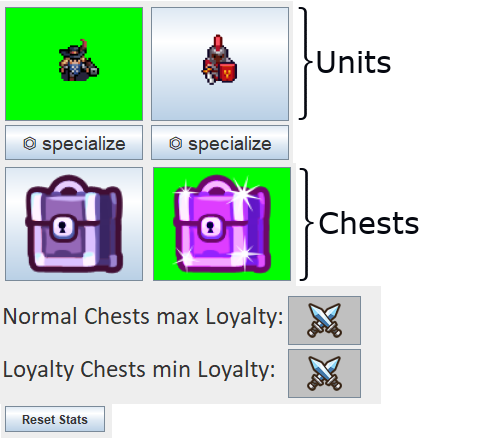 Units
specialize
specialize
Chests
Normal Chests max Loyalty:
Loyalty Chests min Loyalty:
Reset Stats